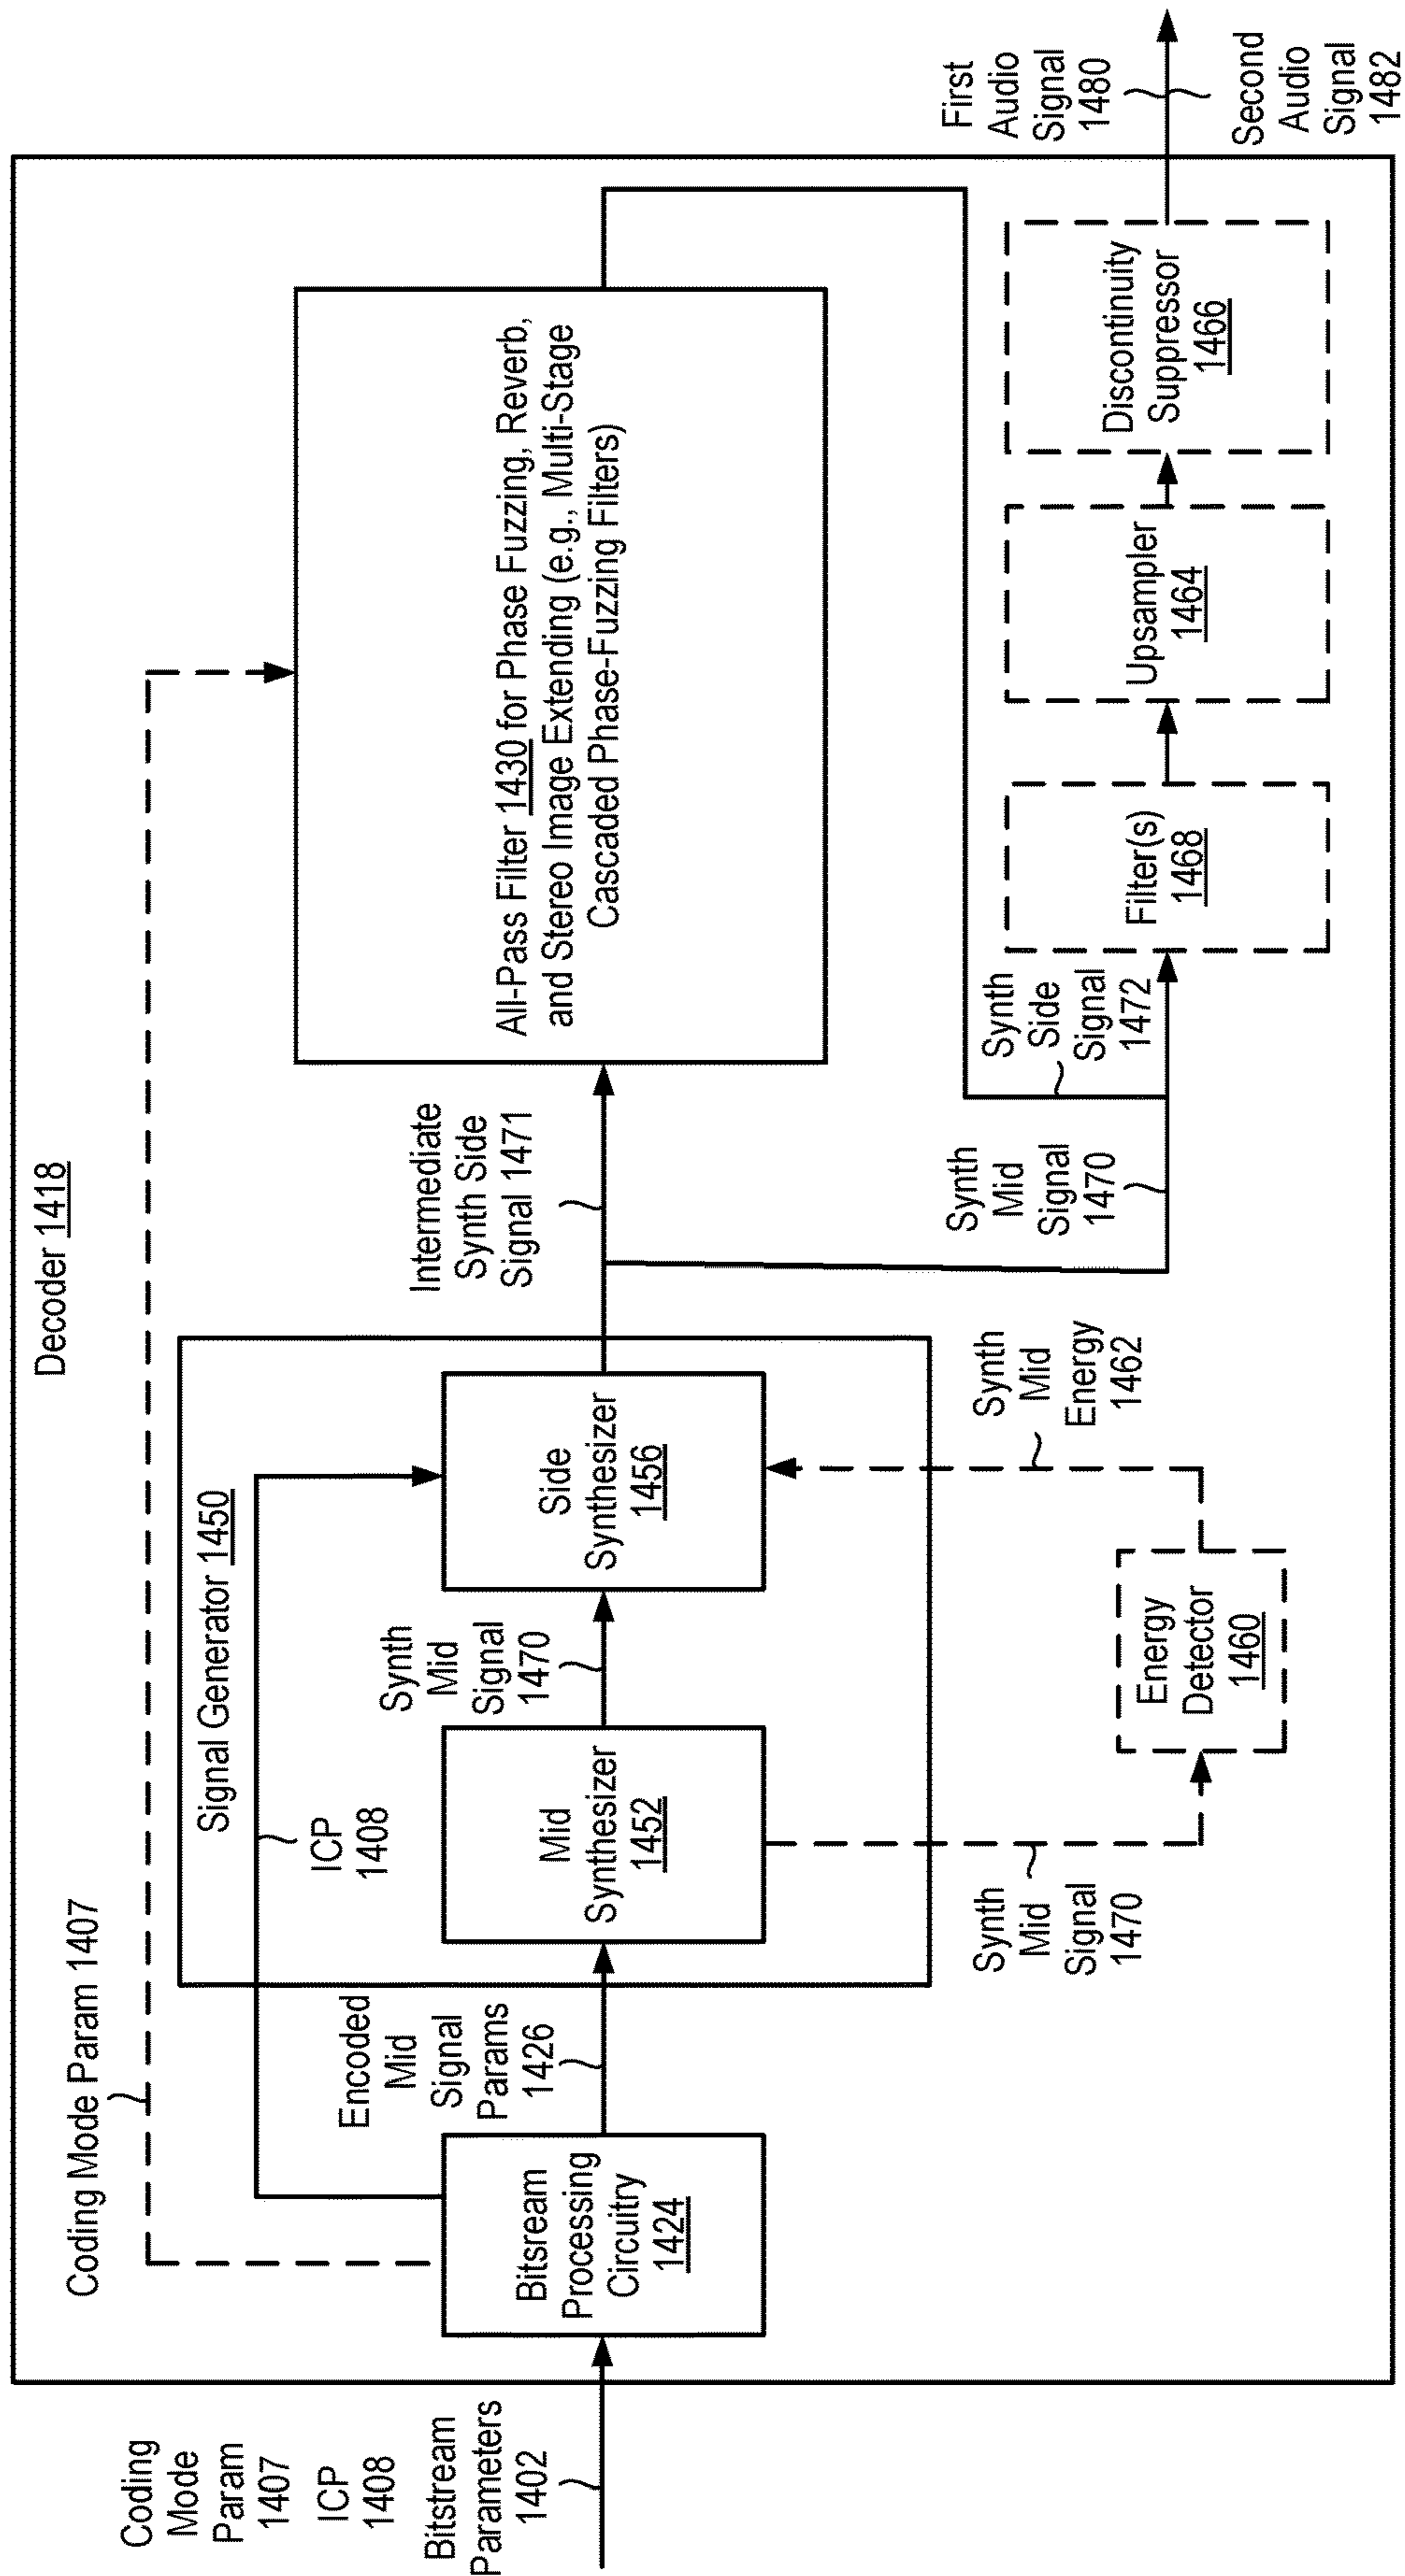 Decoder 1418
Coding Mode Param 1407
Coding
Mode
Param
1407
ICP
1408
Bitstream
Parameters
1402
Bitsream
Processing
Circuitry
1424
Encoded
Mid
Signal
Params
1426
Signal Generator 1450
ICP
1408
Mid
Synthesizer
1452
Synth
Mid
Signal
1470
Side
Synthesizer
1456
Synth
Mid
Signal
1470
Energy
Detector
1460
Synth
Mid
Energy
1462
Intermediate
Synth Side
Signal 1471
All-Pass Filter 1430 for Phase Fuzzing, Reverb,
and Stereo Image Extending (e.g., Multi-Stage
Cascaded Phase-Fuzzing Filters)
Synth
Mid
Signal
1470
Synth
Side
Signal
1472
Filter(s)
1468
Upsampler
1464
Discontinuity
Suppressor
1466
First
Audio
Signal
1480
Second
Audio
Signal
1482